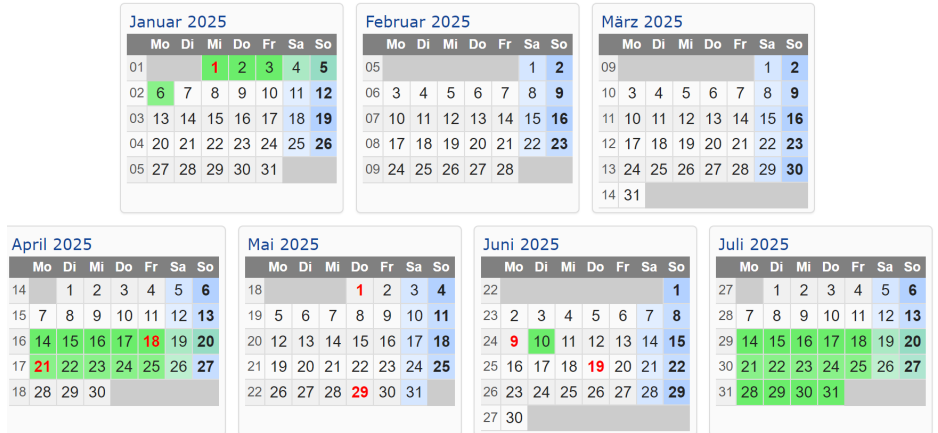 Januar 2025
Mo Di Mi Do Fr Sa So
01 1 2 3 4 5
02 6 7 8 9 10 11 12
03 13 14 15 16 17 18 19
04 20 21 22 23 24 25 26
05 27 28 29 30 31
Februar 2025
Mo Di Mi Do Fr Sa So
05 1 2
06 3 4 5 6 7 8 9
07 10 11 12 13 14 15 16
08 17 18 19 20 21 22 23
09 24 25 26 27 28
März 2025
Mo Di Mi Do Fr Sa So
09 1 2
10 3 4 5 6 7 8 9
11 10 11 12 13 14 15 16
12 17 18 19 20 21 22 23
13 24 25 26 27 28 29 30
14 31
April 2025
Mo Di Mi Do Fr Sa So
14 1 2 3 4 5 6
15 7 8 9 10 11 12 13
16 14 15 16 17 18 19 20
17 21 22 23 24 25 26 27
18 28 29 30
Mai 2025
Mo Di Mi Do Fr Sa So
18 1 2 3 4
19 5 6 7 8 9 10 11
20 12 13 14 15 16 17 18
21 19 20 21 22 23 24 25
22 26 27 28 29 30 31
Juni 2025
Mo Di Mi Do Fr Sa So
22 1
23 2 3 4 5 6 7 8
24 9 10 11 12 13 14 15
25 16 17 18 19 20 21 22
26 23 24 25 26 27 28 29
27 30
Juli 2025
Mo Di Mi Do Fr Sa So
27 1 2 3 4 5 6
28 7 8 9 10 11 12 13
29 14 15 16 17 18 19 20
30 21 22 23 24 25 26 27
31 28 29 30 31